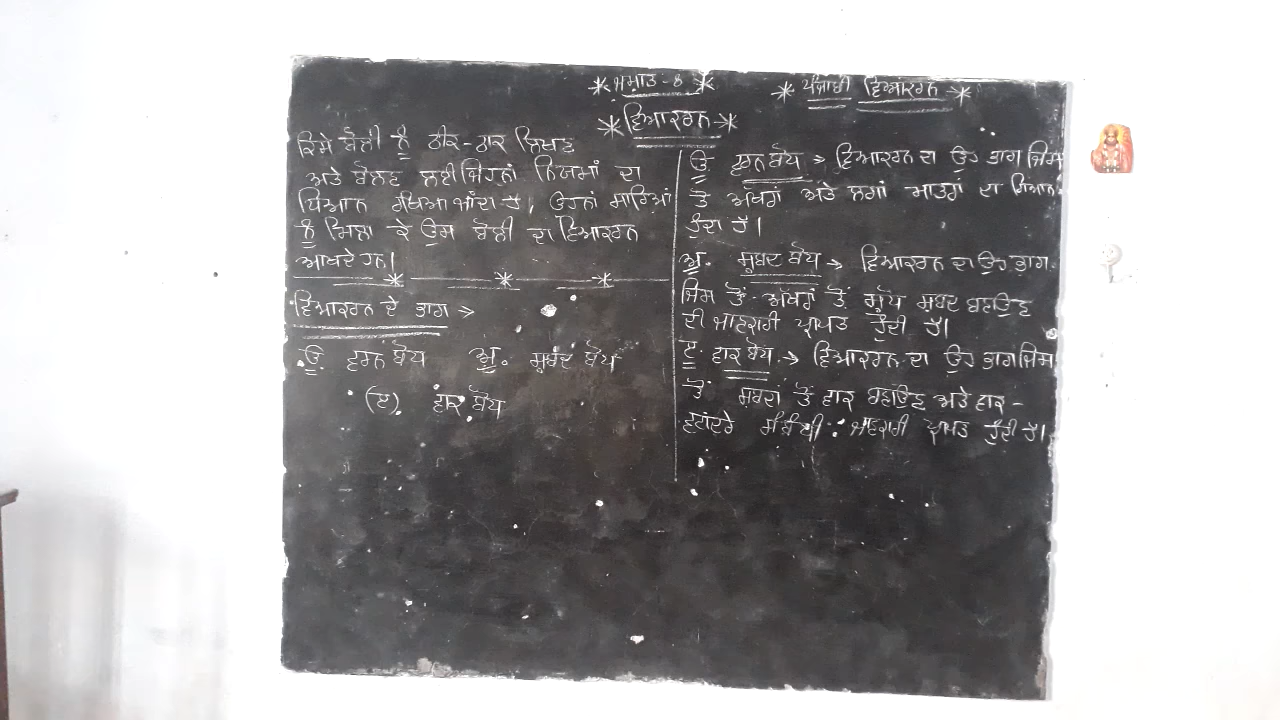 *ਜਮਾਤ-8*
*ਪੰਜਾਬੀ ਵਿਆਕਰਨ*
*ਵਿਆਕਰਨ*
ਕਿਸੇ ਬੋਲੀ ਨੂੰ ਠੀਕ-ਠਾਕ ਲਿਖਣ
ਅਤੇ ਬੋਲਣ ਲਈ ਜਿਹਨਾਂ ਨਿਯਮਾਂ ਦਾ
ਧਿਆਨ ਰੱਖਿਆ ਜਾਂਦਾ ਹੈ, ਉਹਨਾਂ ਸਾਰਿਆਂ
ਨੂੰ ਮਿਲਾ ਕੇ ਉਸ ਬੋਲੀ ਦਾ ਵਿਆਕਰਨ
ਆਖਦੇ ਹਨ।
ਵਿਆਕਰਨ ਦੇ ਭਾਗ →
ੳ. ਵਰਨ ਬੋਧ ਅ. ਸ਼ਬਦ ਬੋਧ
(ੲ). ਵਾਕ ਬੋਧ
ੳ ਵਰਨ ਬੋਧ → ਵਿਆਕਰਨ ਦਾ ਉਹ ਭਾਗ ਜਿਸ
ਤੋਂ ਅੱਖਰਾਂ ਅਤੇ ਲਗਾਂ ਮਾਤਰਾਂ ਦਾ ਗਿਆਨ
ਹੁੰਦਾ ਹੈ।
ਅ. ਸ਼ਬਦ ਬੋਧ → ਵਿਆਕਰਨ ਦਾ ਉਹ ਭਾਗ
ਜਿਸ ਤੋਂ ਅੱਖਰਾਂ ਤੋਂ ਸ਼ੁੱਧ ਸ਼ਬਦ ਬਣਾਉਣ
ਦੀ ਜਾਣਕਾਰੀ ਪ੍ਰਾਪਤ ਹੁੰਦੀ ਹੈ।
ੲ. ਵਾਕ ਬੋਧ → ਵਿਆਕਰਨ ਦਾ ਉਹ ਭਾਗ ਜਿਸ
ਤੋਂ ਸ਼ਬਦਾਂ ਤੋਂ ਵਾਕ ਬਣਾਉਣ ਅਤੇ ਵਾਕ-
ਵਟਾਂਦਰੇ ਸੰਬੰਧੀ ਜਾਣਕਾਰੀ ਪ੍ਰਾਪਤ ਹੁੰਦੀ ਹੈ।